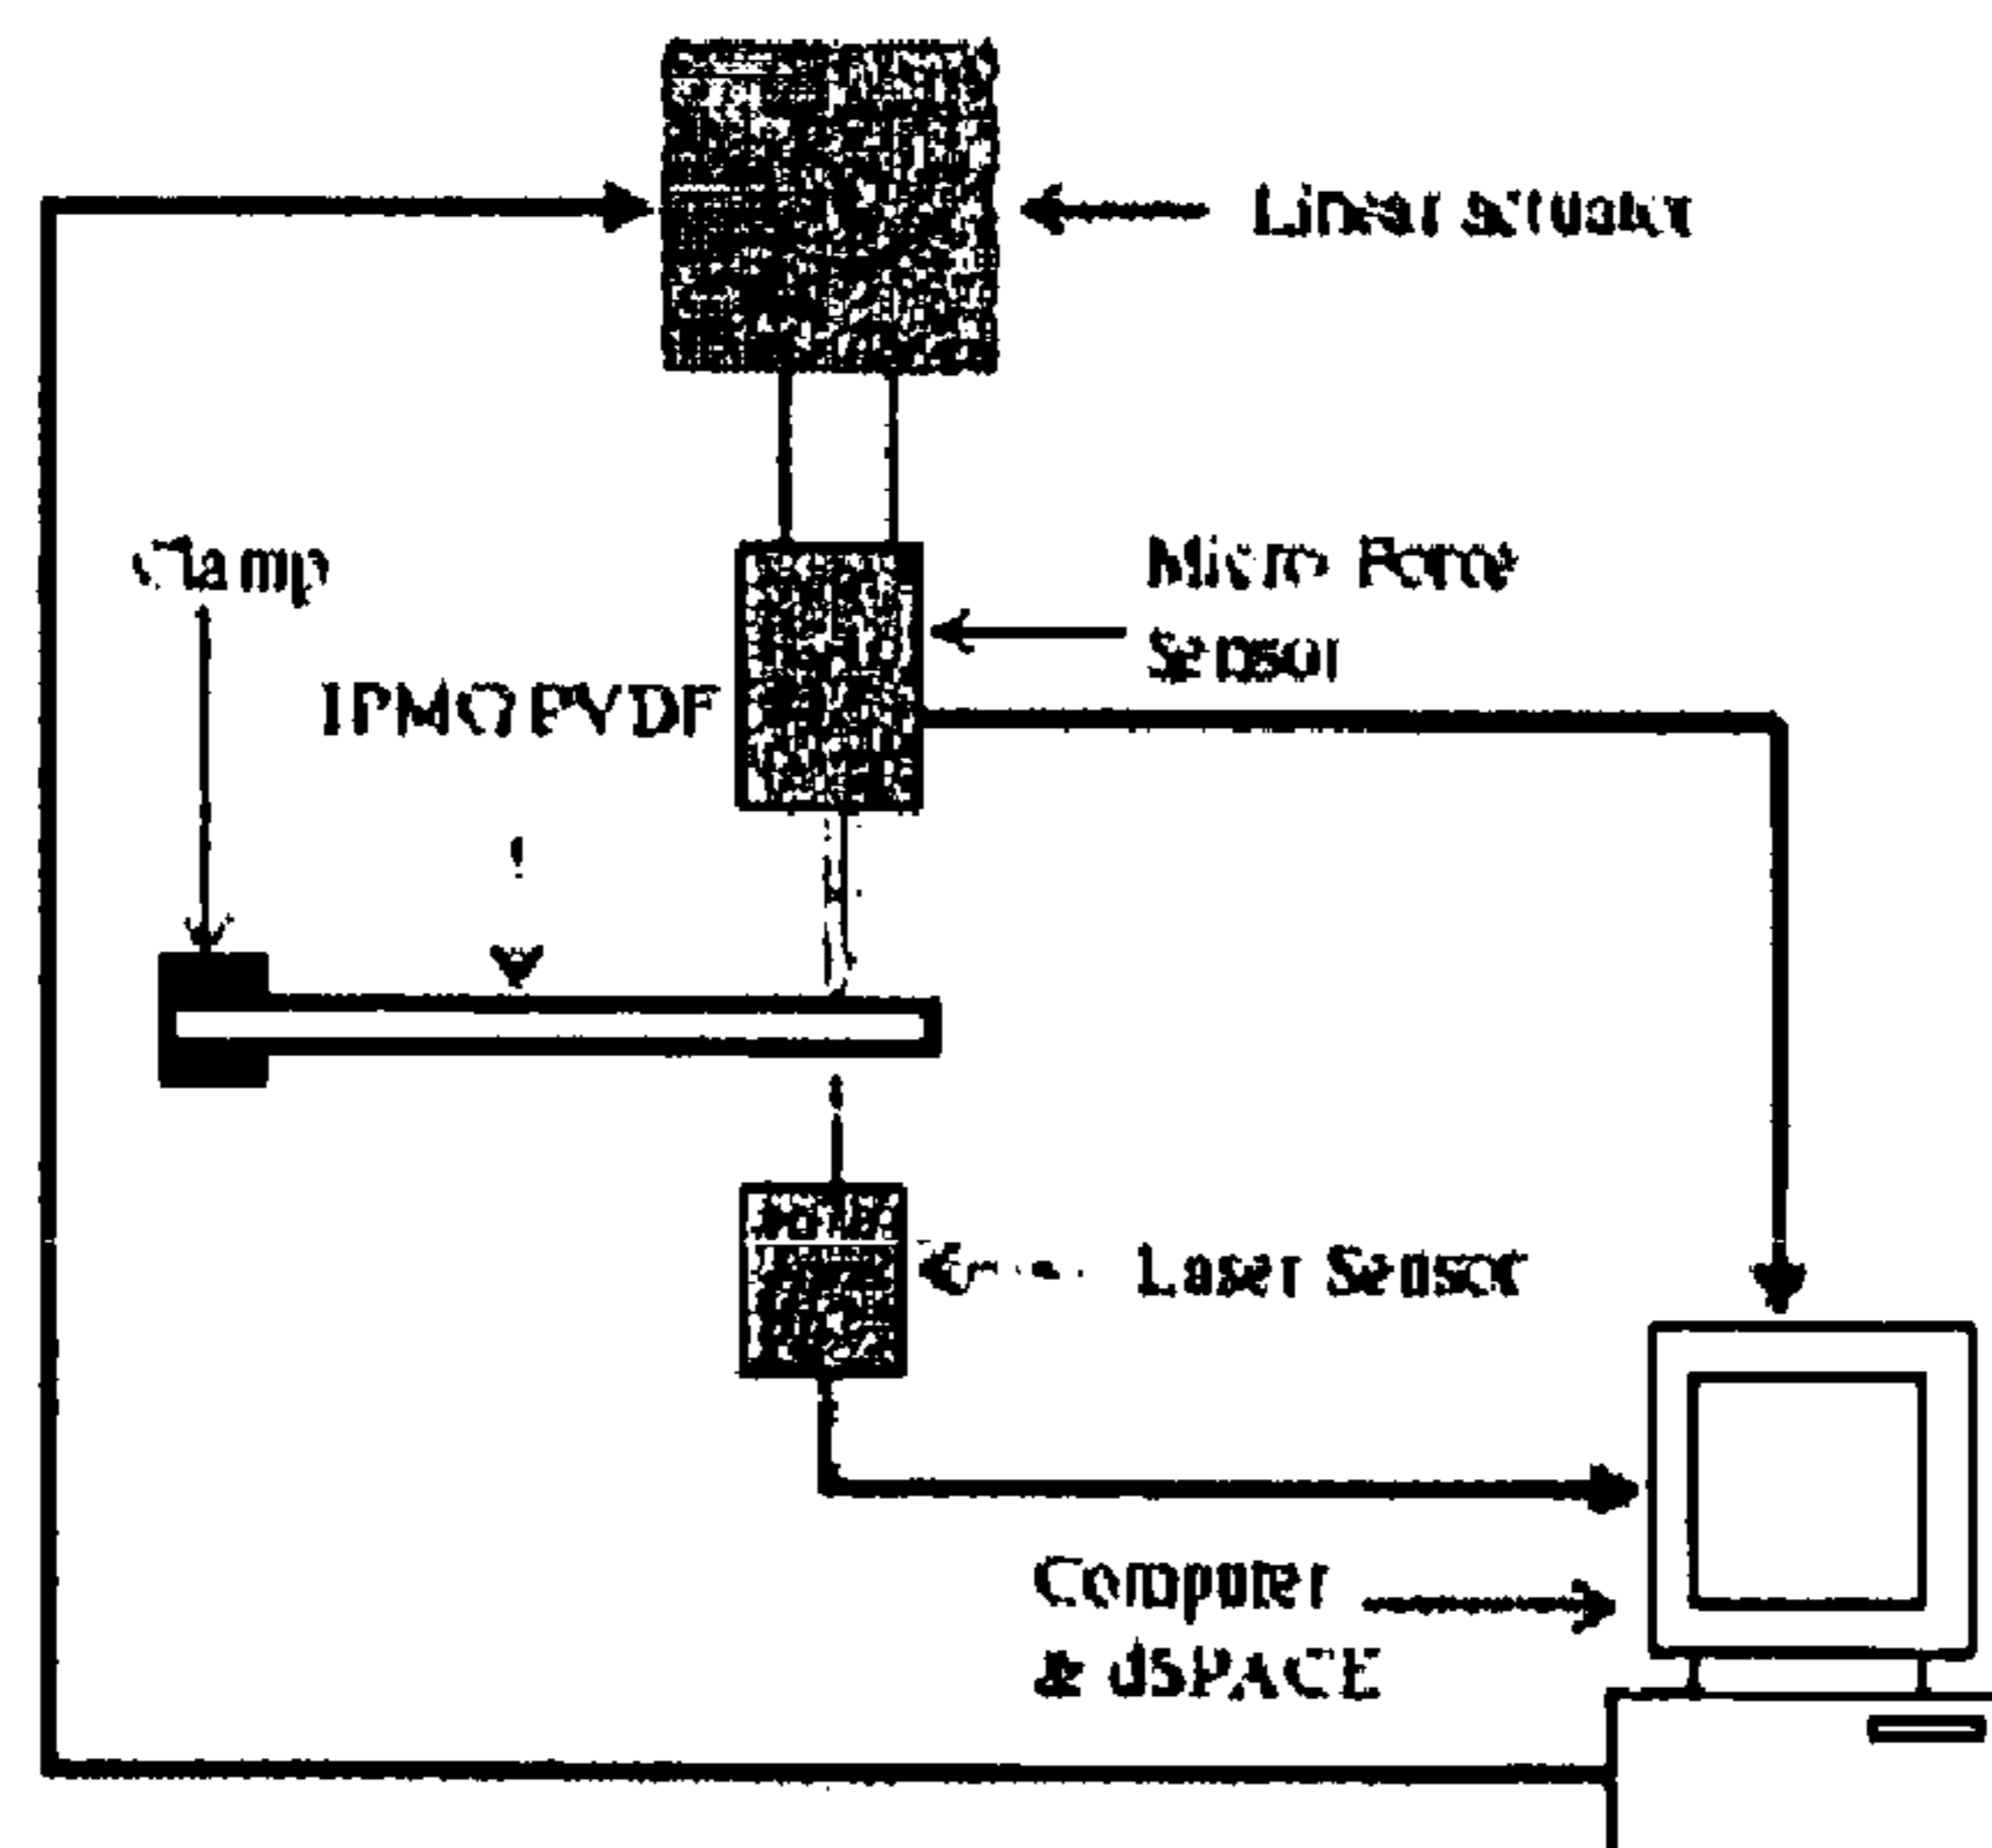 Linear actuator
Clamp
Micro Force
Sensor
IPMC/PVDF
Laser Sensor
Computer
& dSPACE